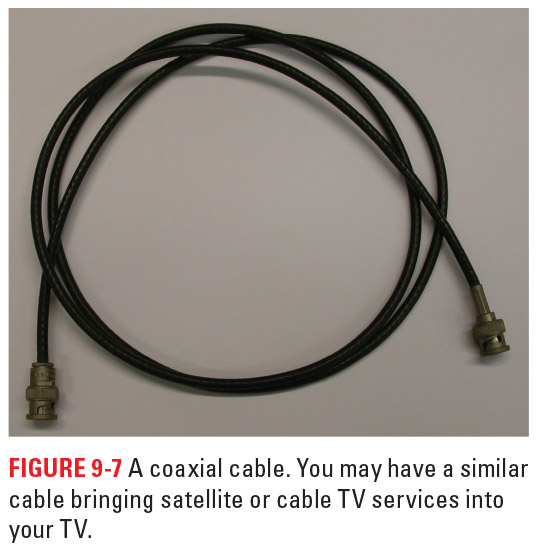 FIGURE 9-7 A coaxial cable. You may have a similar
cable bringing satellite or cable TV services into
your TV.